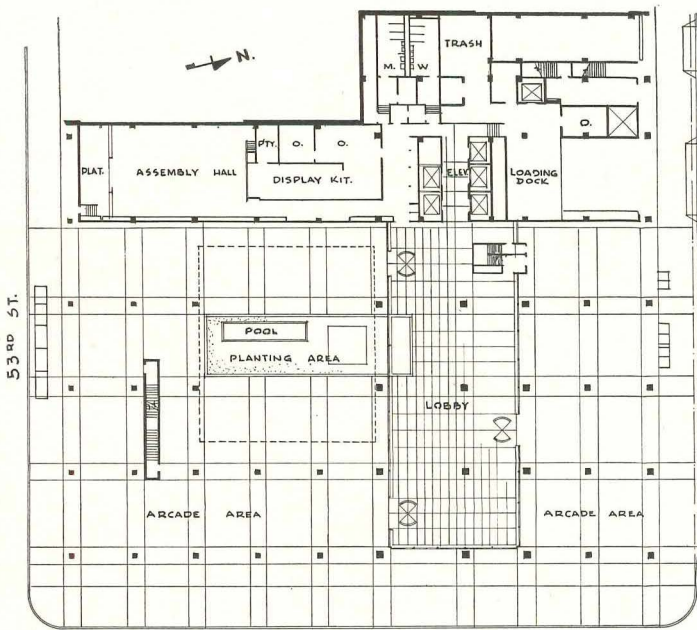 N.
M.
W
TRASH
PLAT.
ASSEMBLY HALL
PTY.
O.
O.
DISPLAY KIT.
ELEV.
LOADING
DOCK
O.
53RD ST.
POOL
PLANTING AREA
LOBBY
ARCADE AREA
ARCADE AREA